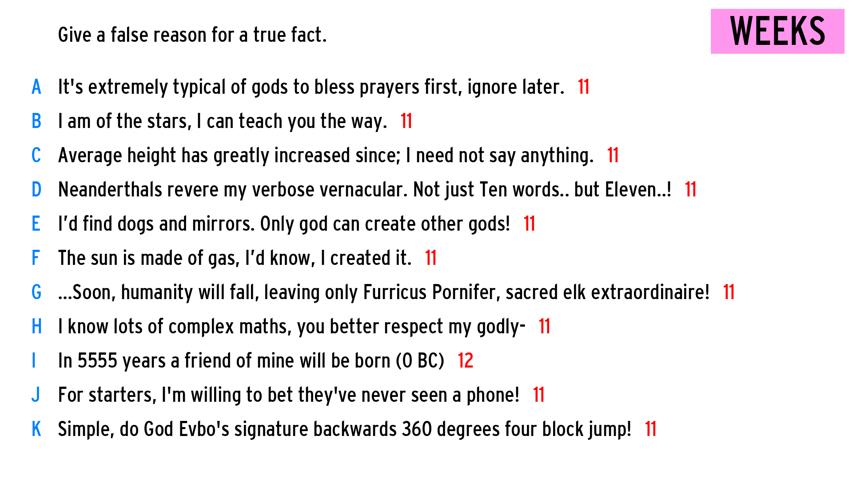 Give a false reason for a true fact.
WEEKS
A It's extremely typical of gods to bless prayers first, ignore later. 11
B I am of the stars, I can teach you the way. 11
C Average height has greatly increased since; I need not say anything. 11
D Neanderthals revere my verbose vernacular. Not just Ten words.. but Eleven..! 11
E I’d find dogs and mirrors. Only god can create other gods! 11
F The sun is made of gas, I’d know, I created it. 11
G ...Soon, humanity will fall, leaving only Furricus Pornifer, sacred elk extraordinaire! 11
H I know lots of complex maths, you better respect my godly- 11
I In 5555 years a friend of mine will be born (0 BC) 12
J For starters, I'm willing to bet they've never seen a phone! 11
K Simple, do God Evbo's signature backwards 360 degrees four block jump! 11